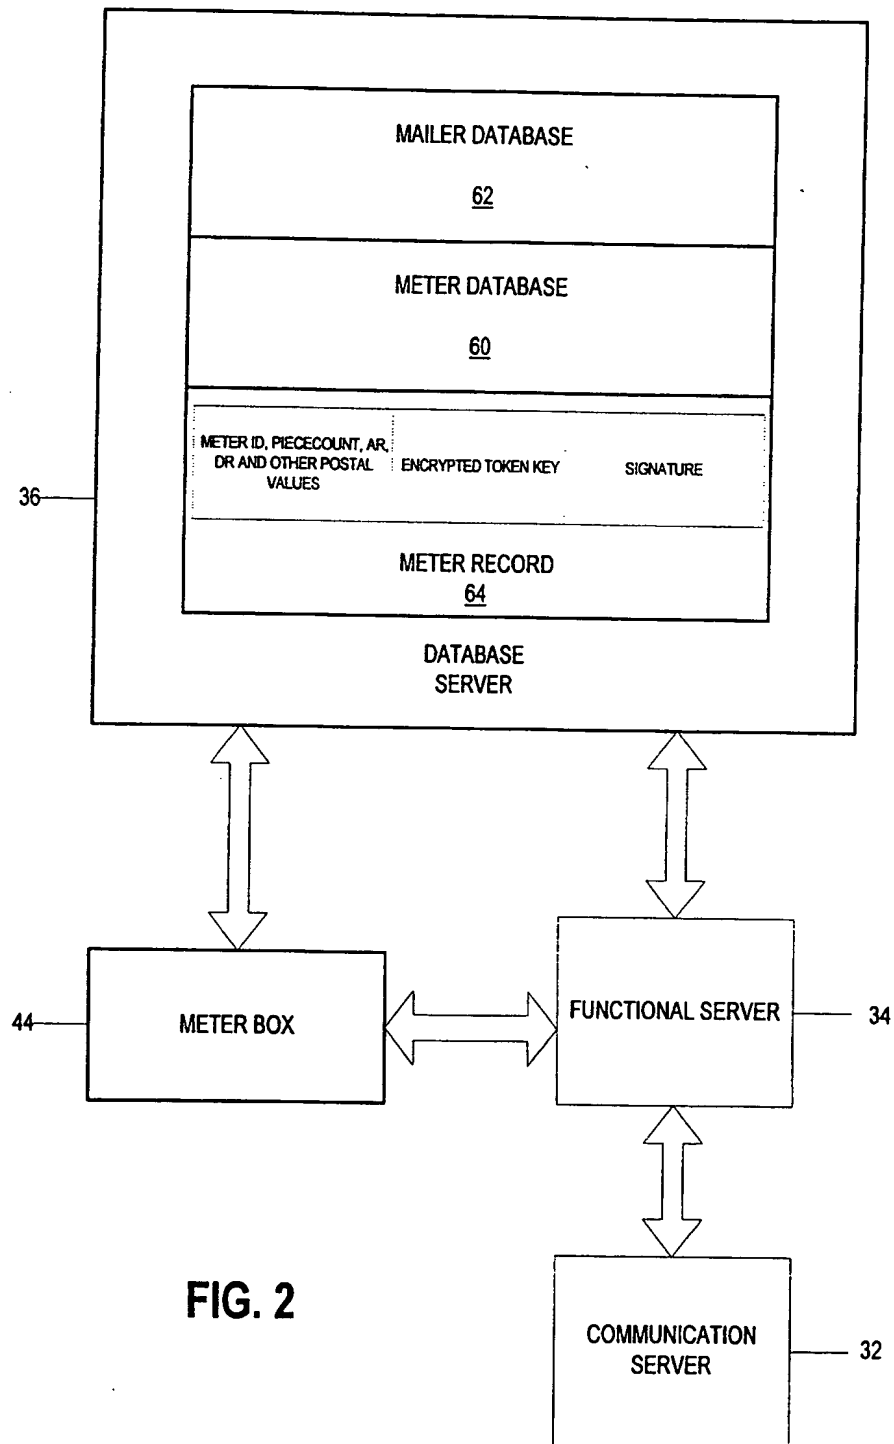 MAILER DATABASE
62
METER DATABASE
60
METER ID, PIECECOUNT, AR,
DR AND OTHER POSTAL
VALUES
ENCRYPTED TOKEN KEY
SIGNATURE
36
METER RECORD
64
DATABASE
SERVER
44
METER BOX
FUNCTIONAL SERVER
34
FIG. 2
COMMUNICATION
SERVER
32